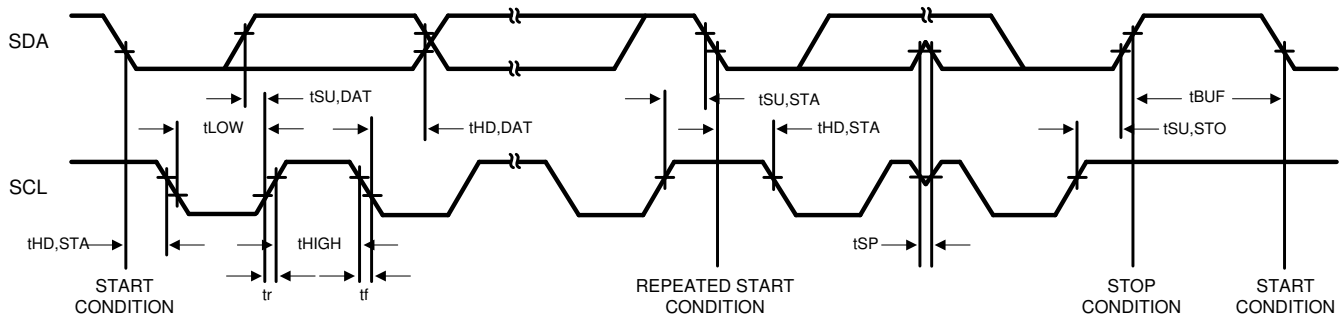 SDA
tSU,DAT
tSU,STA
tBUF
tLOW
tHD,DAT
tHD,STA
tSU,STO
SCL
tHD,STA
tHIGH
tSP
tr
tf
START
CONDITION
REPEATED START
CONDITION
STOP
CONDITION
START
CONDITION